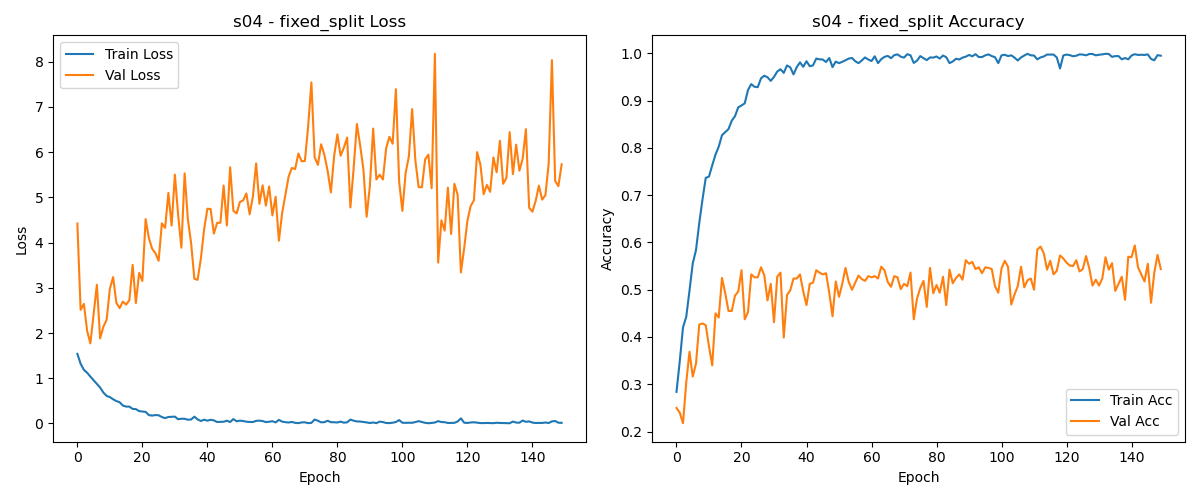 s04 - fixed_split Loss
Train Loss
Val Loss
8
7
6
5
4
3
2
1
0
Loss
0 20 40 60 80 100 120 140
Epoch
s04 - fixed_split Accuracy
1.0
0.9
0.8
0.7
0.6
0.5
0.4
0.3
0.2
Accuracy
Train Acc
Val Acc
0 20 40 60 80 100 120 140
Epoch